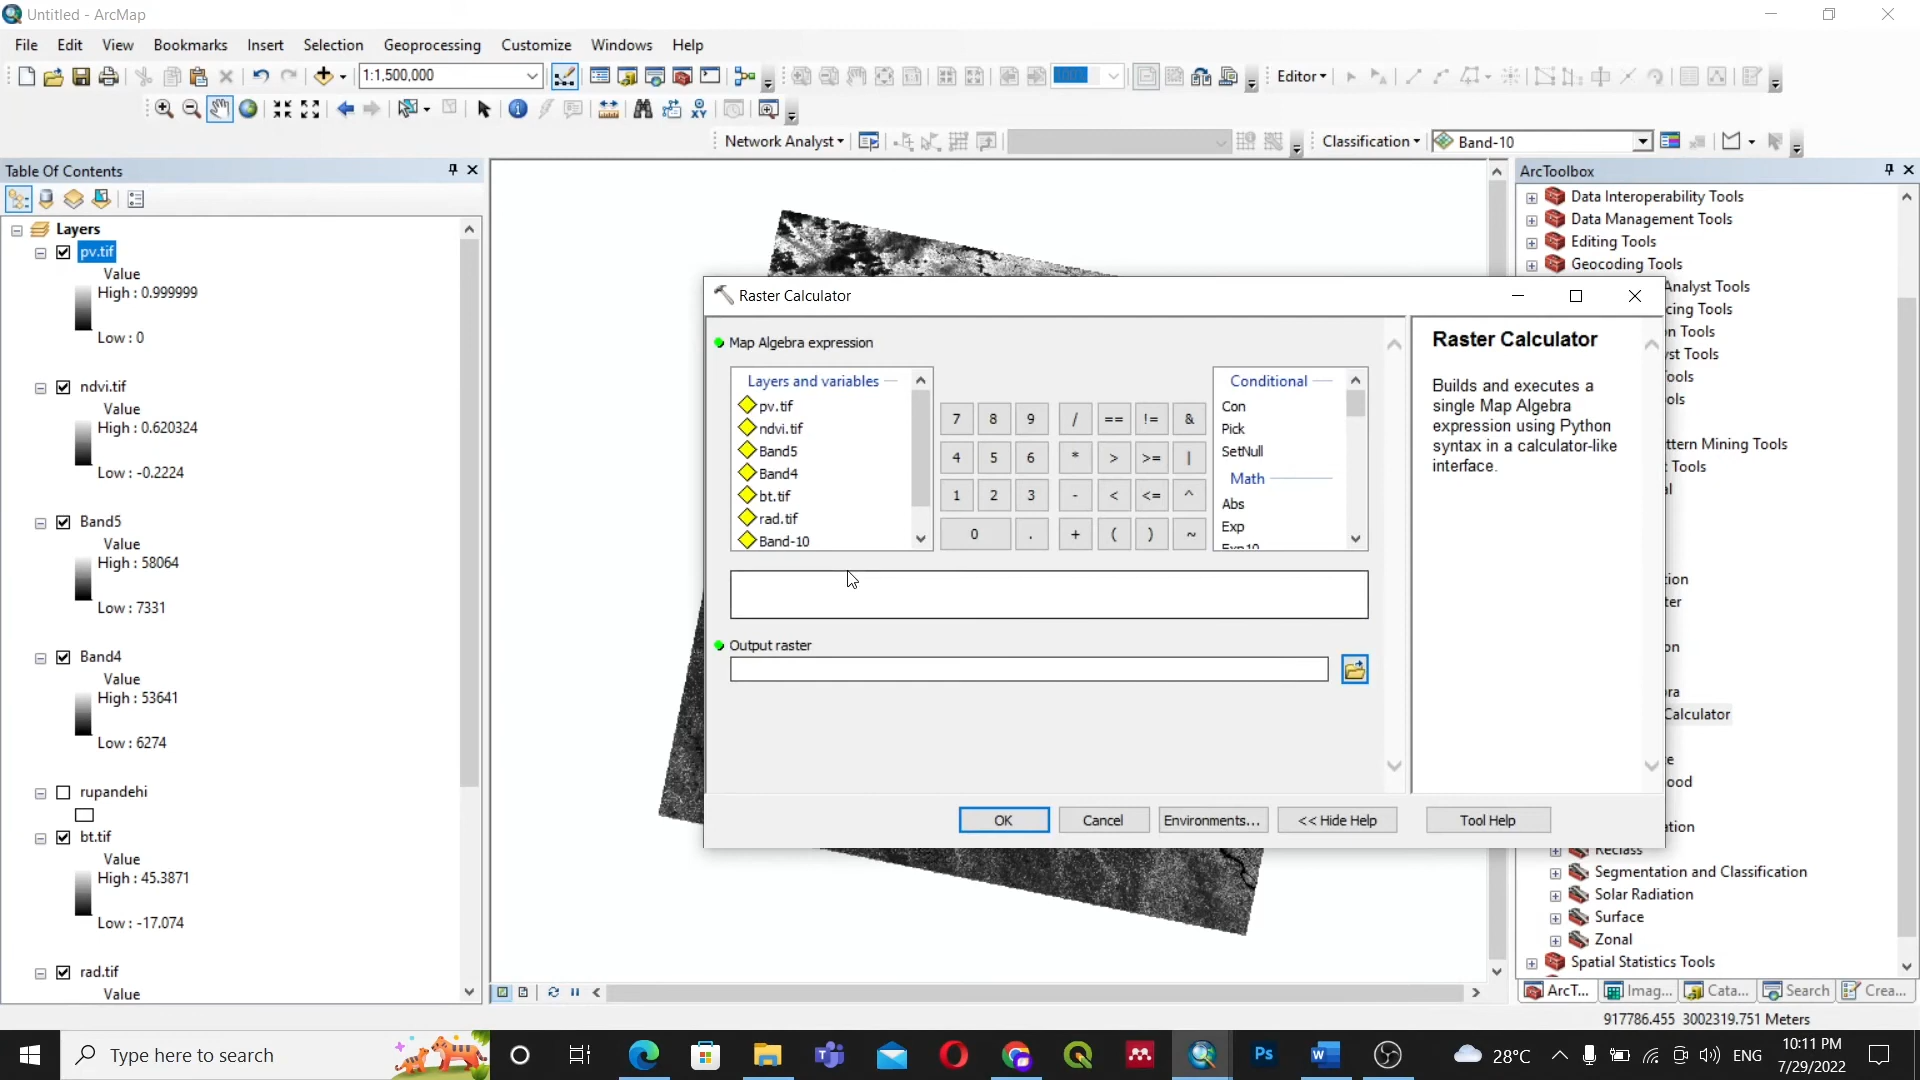 Untitled - ArcMap
File Edit View Bookmarks Insert Selection Geoprocessing Customize Windows Help
1:1,500,000
Editor
Network Analyst
Classification
Band-10
Table Of Contents
Layers
pv.tif
Value
High : 0.999999
Low : 0
ndvi.tif
Value
High : 0.620324
Low : -0.2224
Band5
Value
High : 58064
Low : 7331
Band4
Value
High : 53641
Low : 6274
rupandehi
bt.tif
Value
High : 45.3871
Low : -17.074
rad.tif
Value
Raster Calculator
Map Algebra expression
Layers and variables
pv.tif
ndvi.tif
Band5
Band4
bt.tif
rad.tif
Band-10
7 8 9 / == != &
4 5 6 * > >= |
1 2 3 - < <= ^
0 . + ( ) ~
Conditional
Con
Pick
SetNull
Math
Abs
Exp
Exp10
Output raster
OK Cancel Environments... << Hide Help Tool Help
Raster Calculator
Builds and executes a
single Map Algebra
expression using Python
syntax in a calculator-like
interface.
ArcToolbox
Data Interoperability Tools
Data Management Tools
Editing Tools
Geocoding Tools
Analyst Tools
cing Tools
n Tools
st Tools
ools
ols
ttern Mining Tools
Tools
al
ion
ter
on
ra
Calculator
e
ood
ation
Reclass
Segmentation and Classification
Solar Radiation
Surface
Zonal
Spatial Statistics Tools
ArcT... Imag... Cata... Search Crea...
917786.455 3002319.751 Meters
Type here to search
Ps
28°C
ENG
10:11 PM
7/29/2022